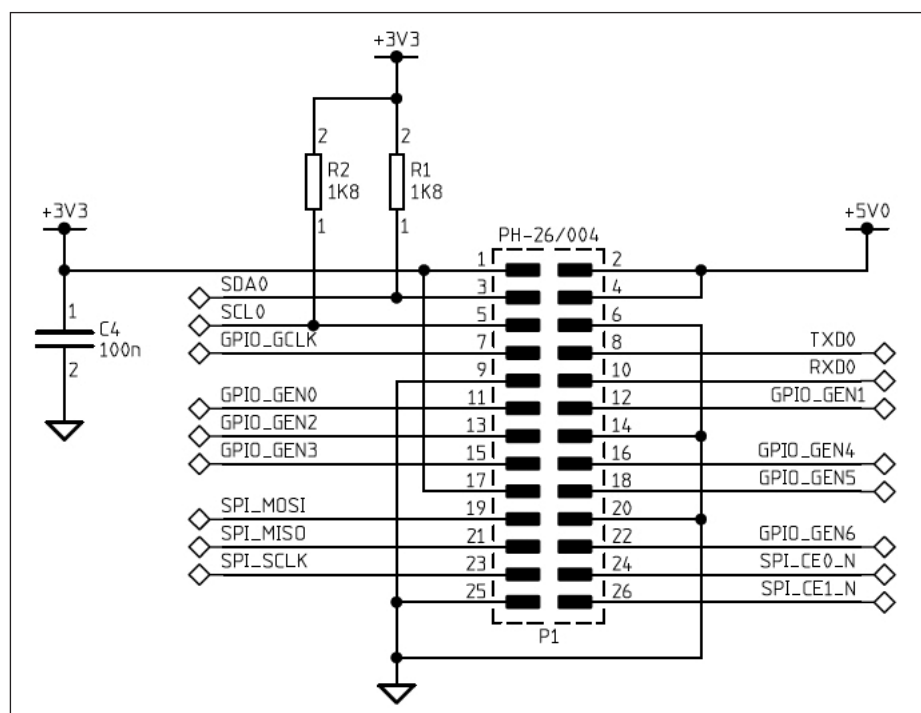 +3V3
2
2
R2
1K8
R1
1K8
1
1
+3V3
+5V0
PH-26/004
1
2
SDA0
3
4
1
C4
100n
2
SCL0
5
6
GPIO_GCLK
7
8
TXD0
9
10
RXD0
GPIO_GEN0
11
12
GPIO_GEN1
GPIO_GEN2
13
14
GPIO_GEN3
15
16
GPIO_GEN4
17
18
GPIO_GEN5
SPI_MOSI
19
20
SPI_MISO
21
22
GPIO_GEN6
SPI_SCLK
23
24
SPI_CE0_N
25
26
SPI_CE1_N
P1